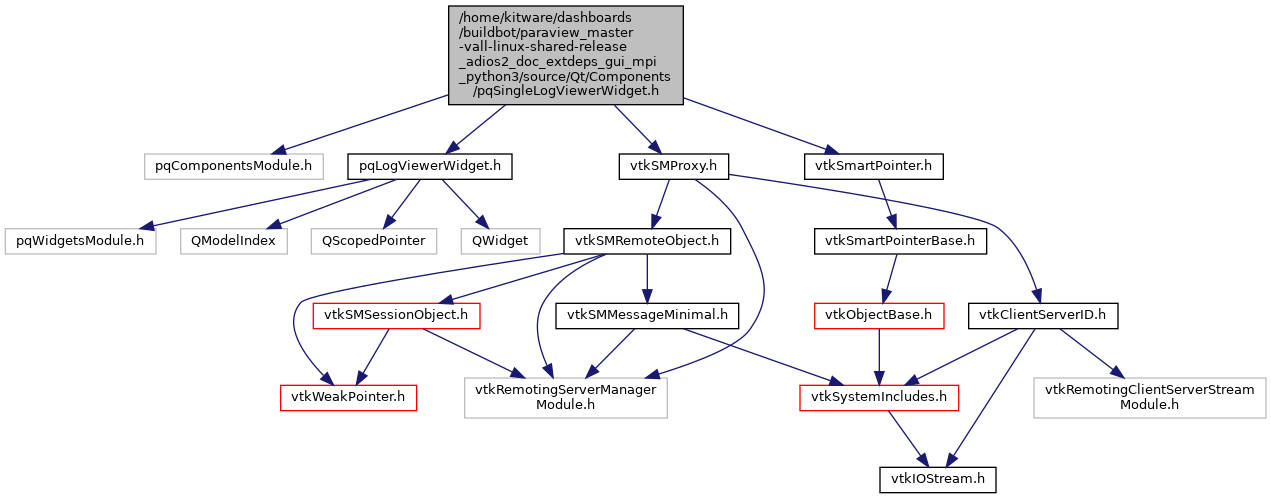 /home/kitware/dashboards
/buildbot/paraview_master
-vall-linux-shared-release
_adios2_doc_extdeps_gui_mpi
_python3/source/Qt/Components
/pqSingleLogViewerWidget.h
pqComponentsModule.h
pqLogViewerWidget.h
vtkSMProxy.h
vtkSmartPointer.h
pqWidgetsModule.h
QModelIndex
QScopedPointer
QWidget
vtkSMRemoteObject.h
vtkSmartPointerBase.h
vtkSMSessionObject.h
vtkSMMessageMinimal.h
vtkObjectBase.h
vtkClientServerID.h
vtkWeakPointer.h
vtkRemotingServerManager
Module.h
vtkSystemIncludes.h
vtkRemotingClientServerStream
Module.h
vtkIOStream.h